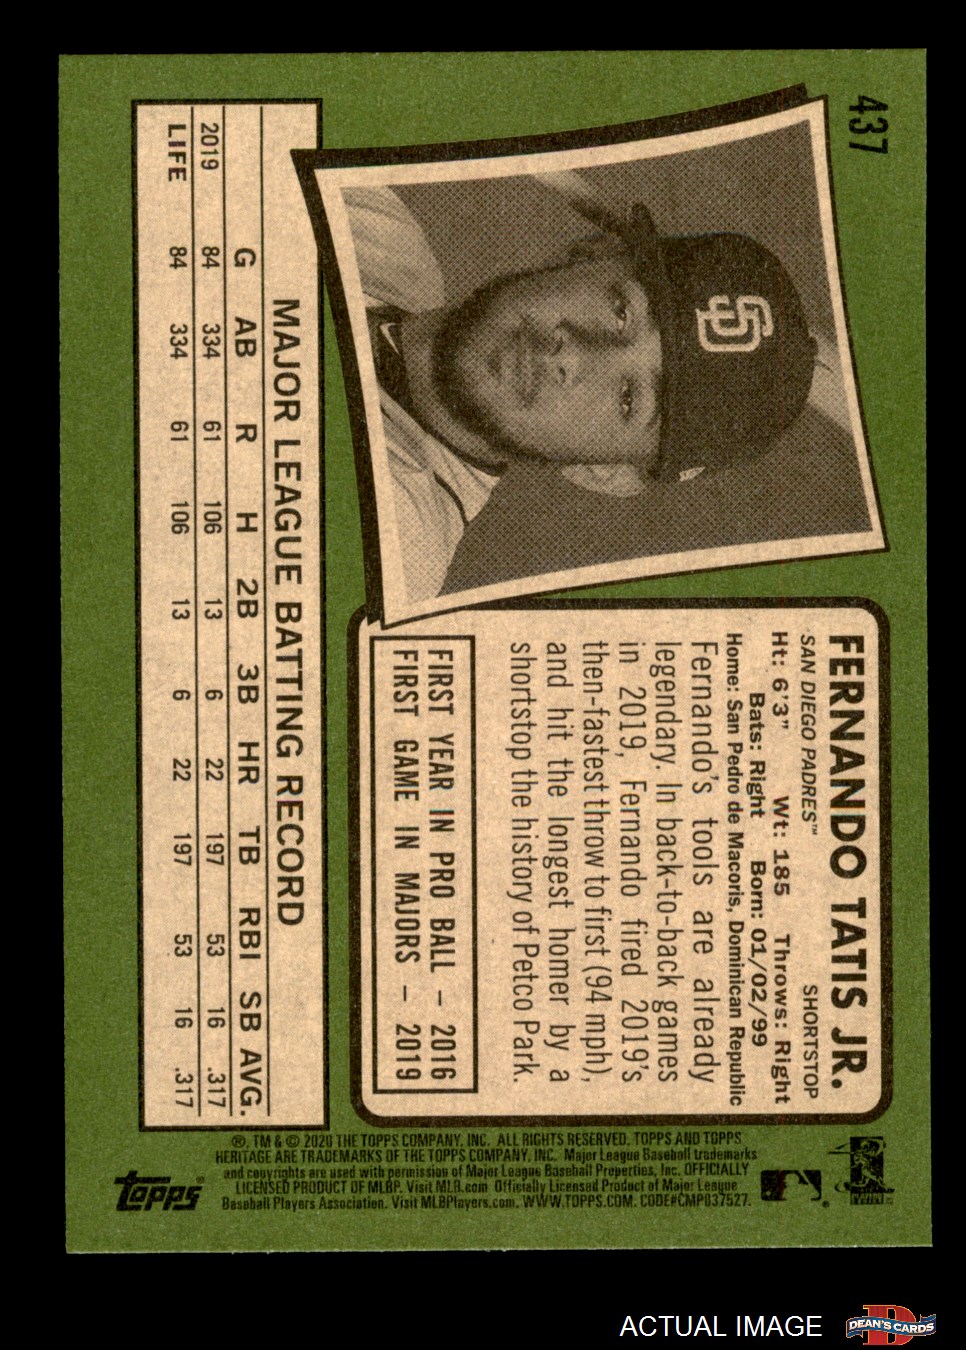 437
FERNANDO TATIS JR.
SAN DIEGO PADRES™ SHORTSTOP
Ht: 6'3" Wt: 185 Throws: Right
Bats: Right Born: 01/02/99
Home: San Pedro de Macoris, Dominican Republic
Fernando's tools are already
legendary. In back-to-back games
in 2019, Fernando fired 2019's
then-fastest throw to first (94 mph),
and hit the longest homer by a
shortstop the history of Petco Park.
FIRST YEAR IN PRO BALL – 2016
FIRST GAME IN MAJORS – 2019
SD
MAJOR LEAGUE BATTING RECORD
G AB R H 2B 3B HR TB RBI SB AVG.
2019 84 334 61 106 13 6 22 197 53 16 .317
LIFE 84 334 61 106 13 6 22 197 53 16 .317
®, TM & © 2020 THE TOPPS COMPANY, INC. ALL RIGHTS RESERVED. TOPPS AND TOPPS
HERITAGE ARE TRADEMARKS OF THE TOPPS COMPANY, INC. Major League Baseball trademarks
and copyrights are used with permission of Major League Baseball Properties, Inc. OFFICIALLY
LICENSED PRODUCT OF MLBP. Visit MLB.com Officially Licensed Product of Major League
Baseball Players Association. Visit MLBPlayers.com. WWW.TOPPS.COM. CODE#CMP037527.
topps®
ACTUAL IMAGE
D
DEAN'S CARDS